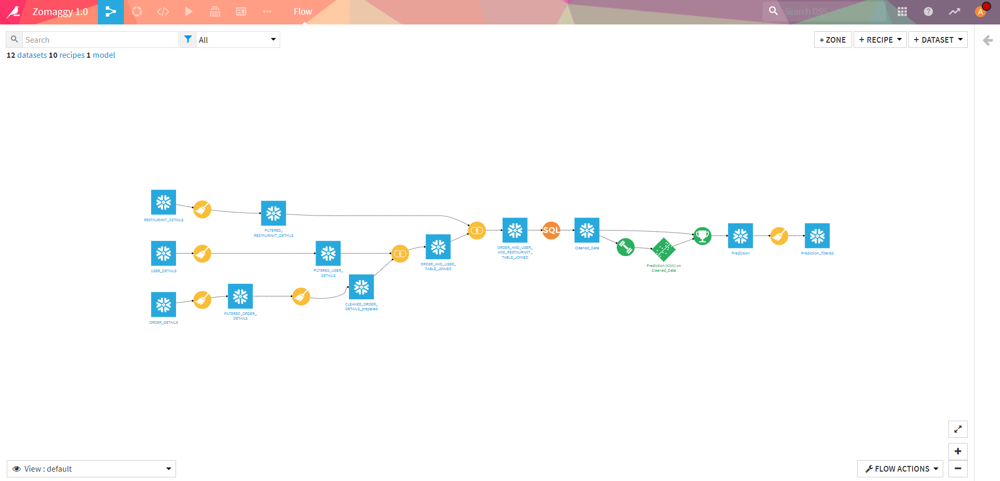 Zomaggy 1.0
Flow
Search DSS
A
Search
All
+ ZONE
+ RECIPE
+ DATASET
12 datasets 10 recipes 1 model
RESTAURANT_DETAILS
FILTERED_
RESTAURANT_DETAILS
USER_DETAILS
FILTERED_USER_
DETAILS
ORDER_DETAILS
FILTERED_ORDER_
DETAILS
CLEANED_ORDER_
DETAILS_prepared
ORDER_AND_USER_
TABLE_JOINED
ORDER_AND_USER_
AND_RESTAURANT_
TABLE_JOINED
SQL
Cleaned_Data
Prediction (KNN) on
Cleaned_Data
Prediction
Prediction_filtered
View : default
FLOW ACTIONS